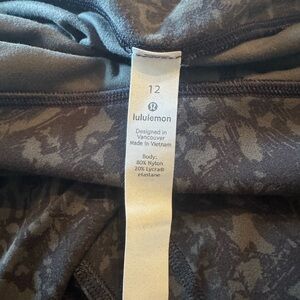 12
lululemon
Designed in
Vancouver
Made in Vietnam
Body:
80% Nylon
20% Lycra®
elastane